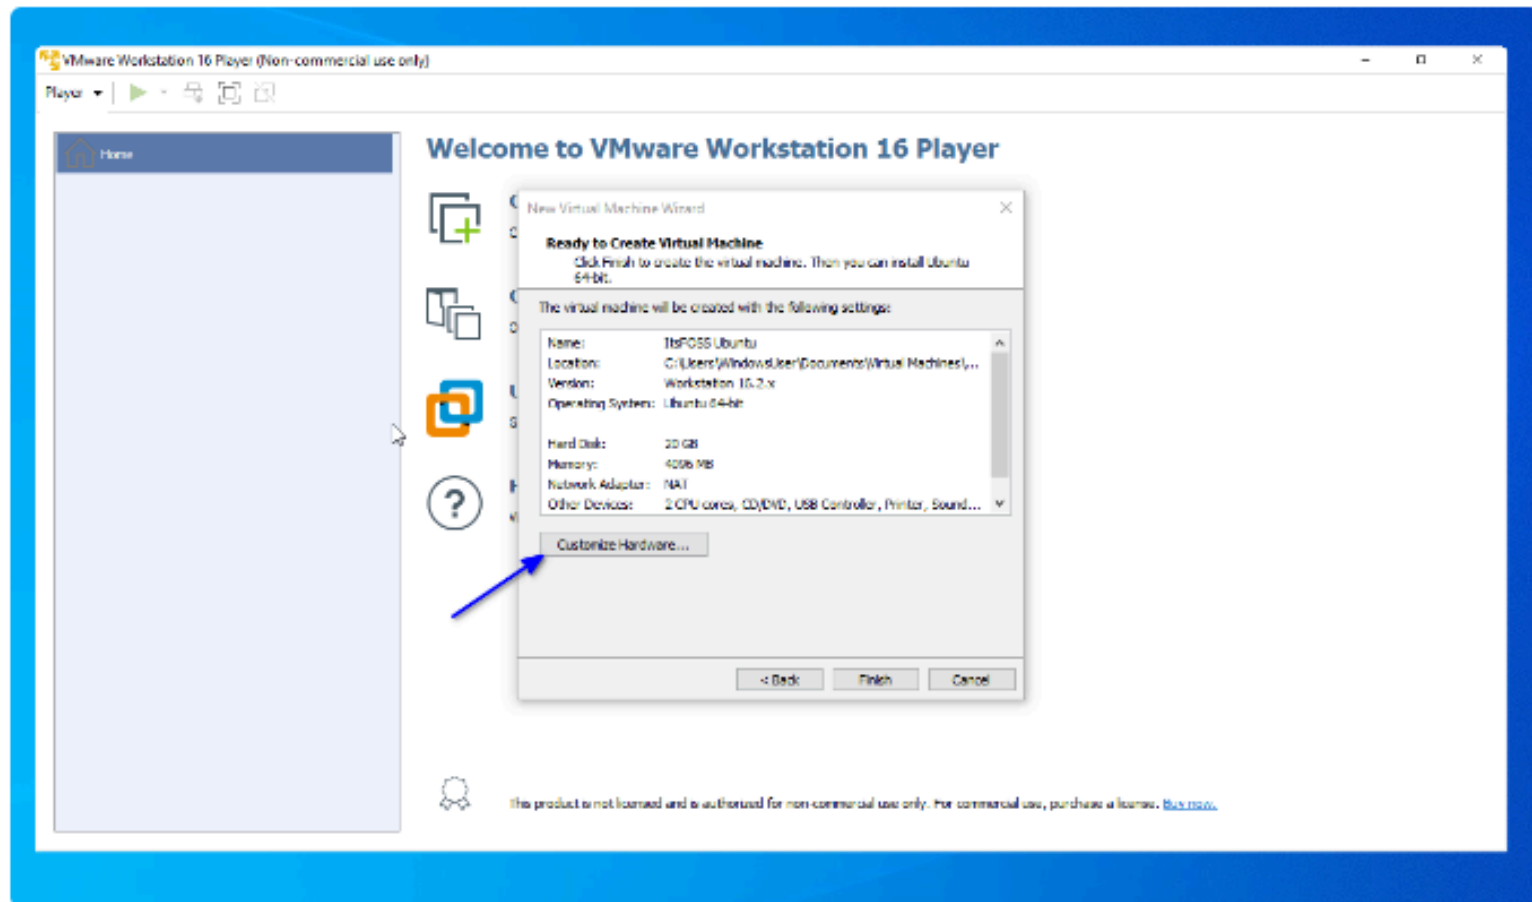 VMware Workstation 16 Player (Non-commercial use only)
Player
Home
Welcome to VMware Workstation 16 Player
New Virtual Machine Wizard
Ready to Create Virtual Machine
Click Finish to create the virtual machine. Then you can install Ubuntu
64-bit.
The virtual machine will be created with the following settings:
Name: ItsFOSS Ubuntu
Location: C:\Users\WindowsUser\Documents\Virtual Machines\...
Version: Workstation 16.2.x
Operating System: Ubuntu 64-bit
Hard Disk: 20 GB
Memory: 4096 MB
Network Adapter: NAT
Other Devices: 2 CPU cores, CD/DVD, USB Controller, Printer, Sound...
Customize Hardware...
< Back Finish Cancel
This product is not licensed and is authorized for non-commercial use only. For commercial use, purchase a license. Buy now.